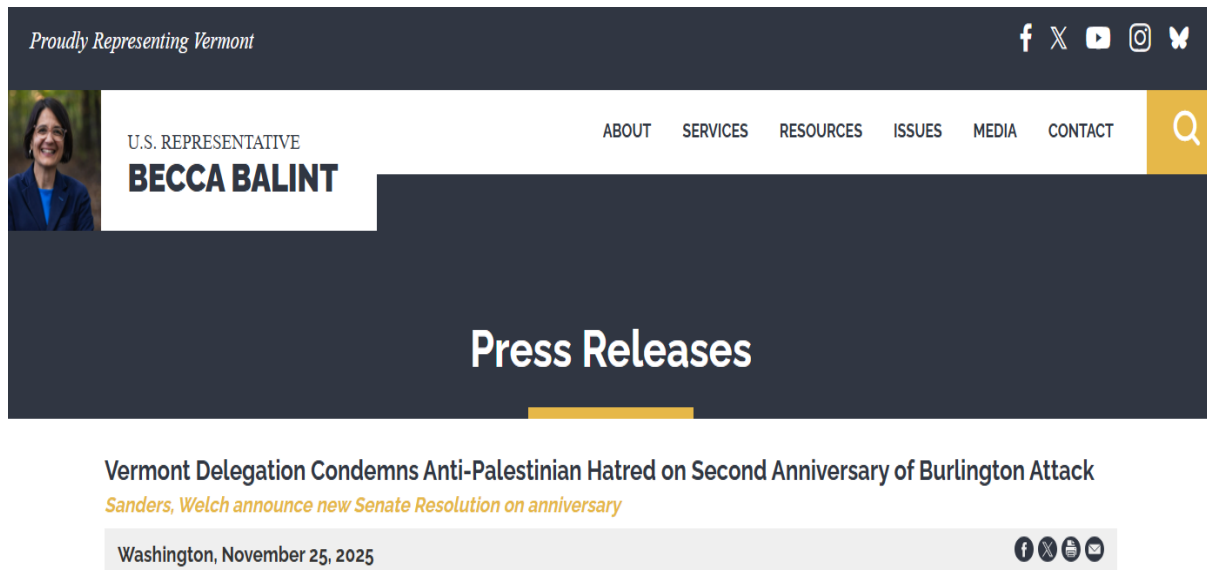 Proudly Representing Vermont
U.S. REPRESENTATIVE
BECCA BALINT
ABOUT SERVICES RESOURCES ISSUES MEDIA CONTACT
Press Releases
Vermont Delegation Condemns Anti-Palestinian Hatred on Second Anniversary of Burlington Attack
Sanders, Welch announce new Senate Resolution on anniversary
Washington, November 25, 2025